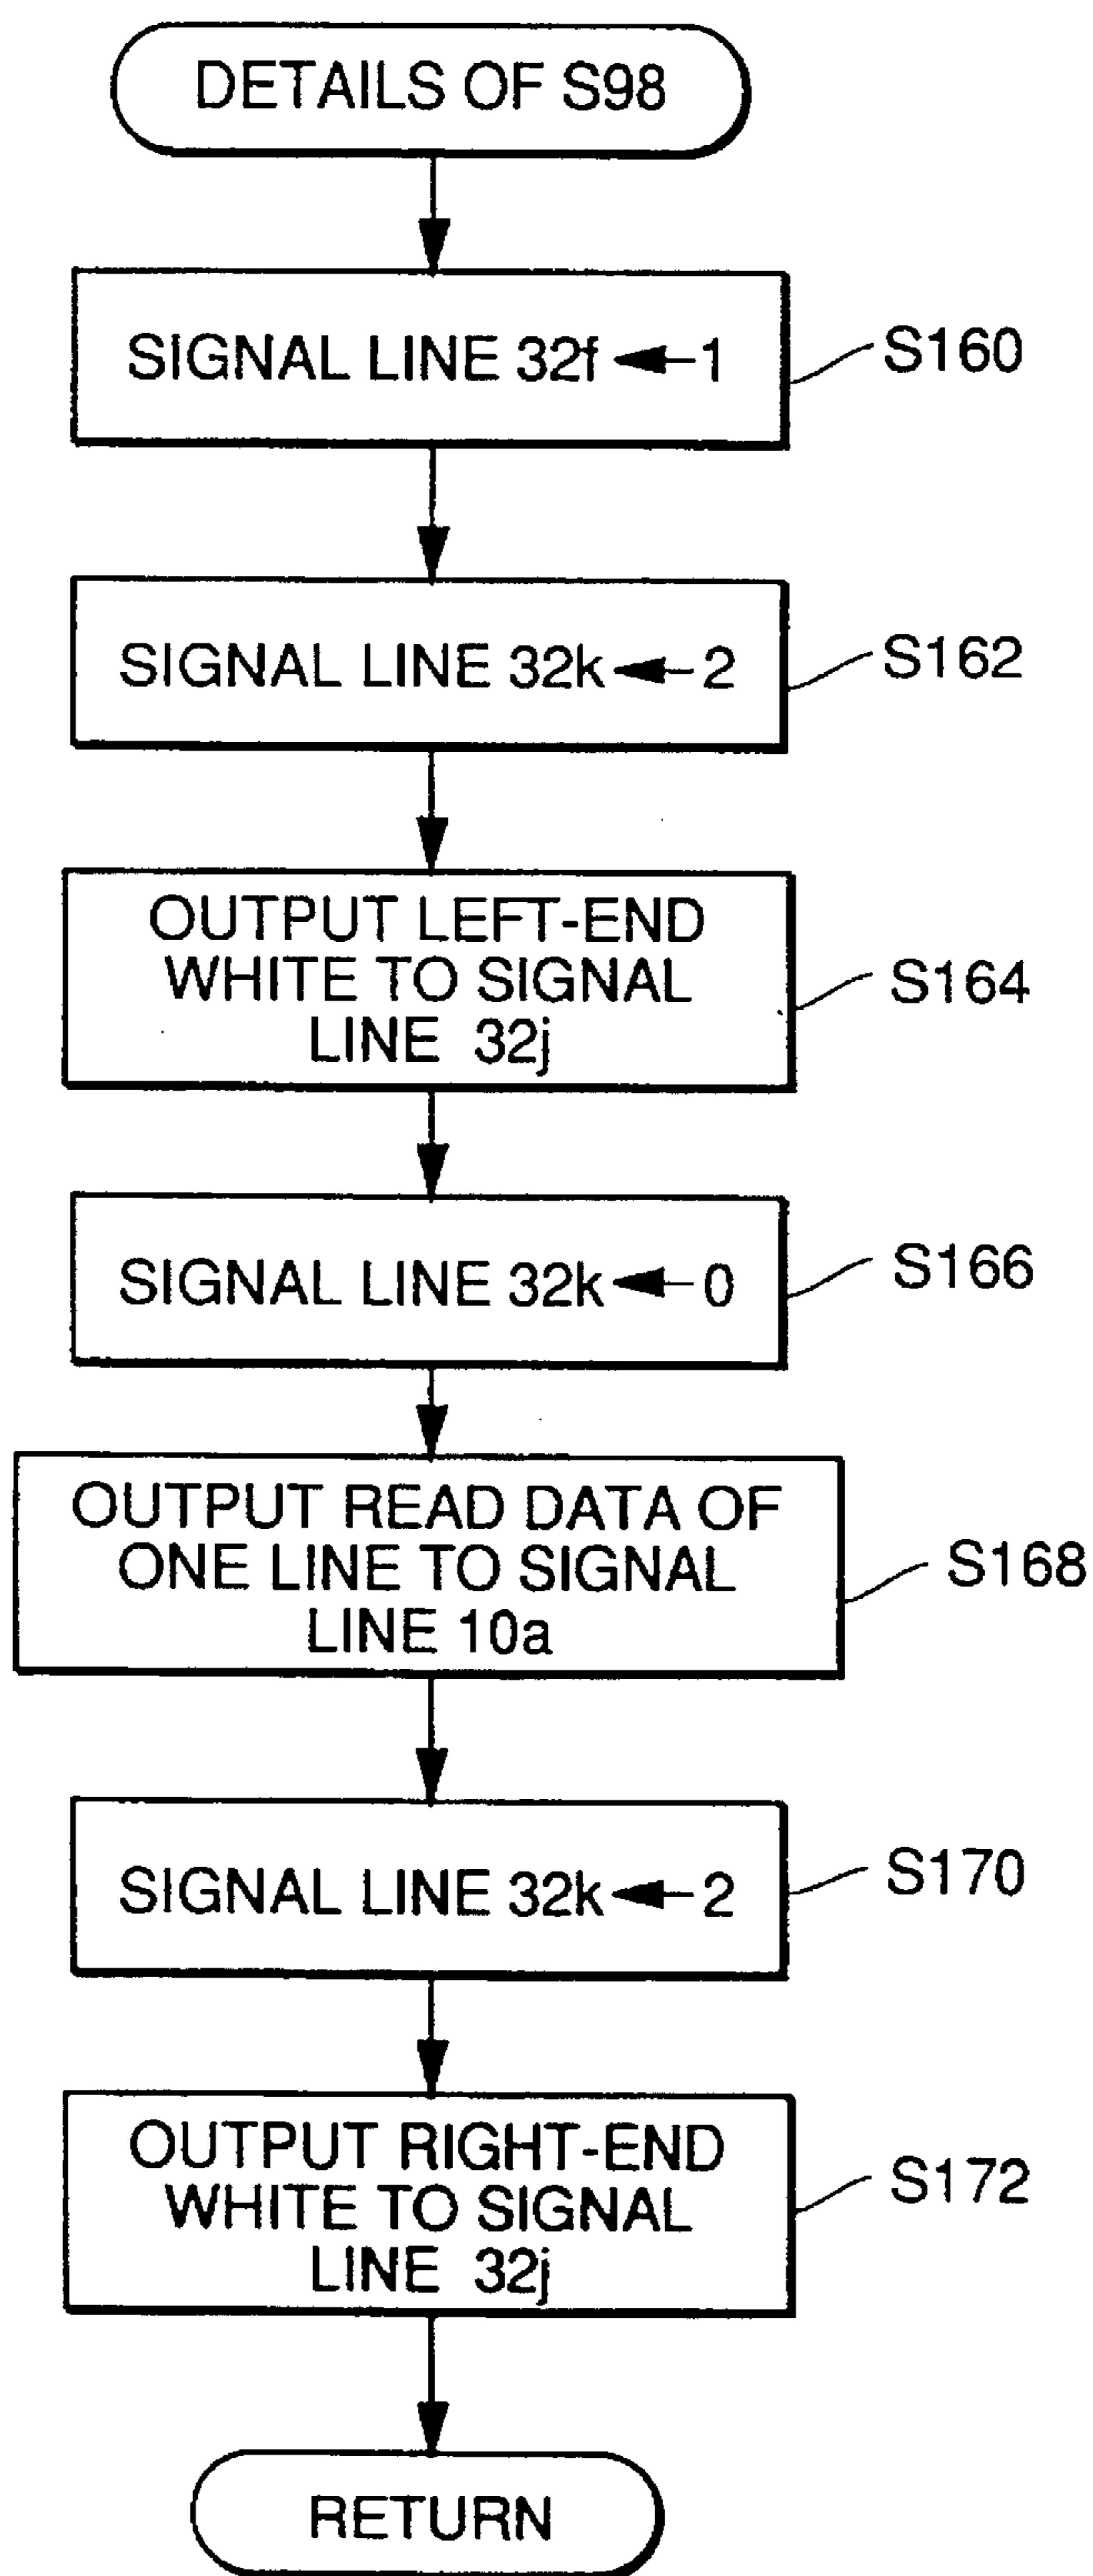 DETAILS OF S98
SIGNAL LINE 32f ← 1
S160
SIGNAL LINE 32k ← 2
S162
OUTPUT LEFT-END
WHITE TO SIGNAL
LINE 32j
S164
SIGNAL LINE 32k ← 0
S166
OUTPUT READ DATA OF
ONE LINE TO SIGNAL
LINE 10a
S168
SIGNAL LINE 32k ← 2
S170
OUTPUT RIGHT-END
WHITE TO SIGNAL
LINE 32j
S172
RETURN